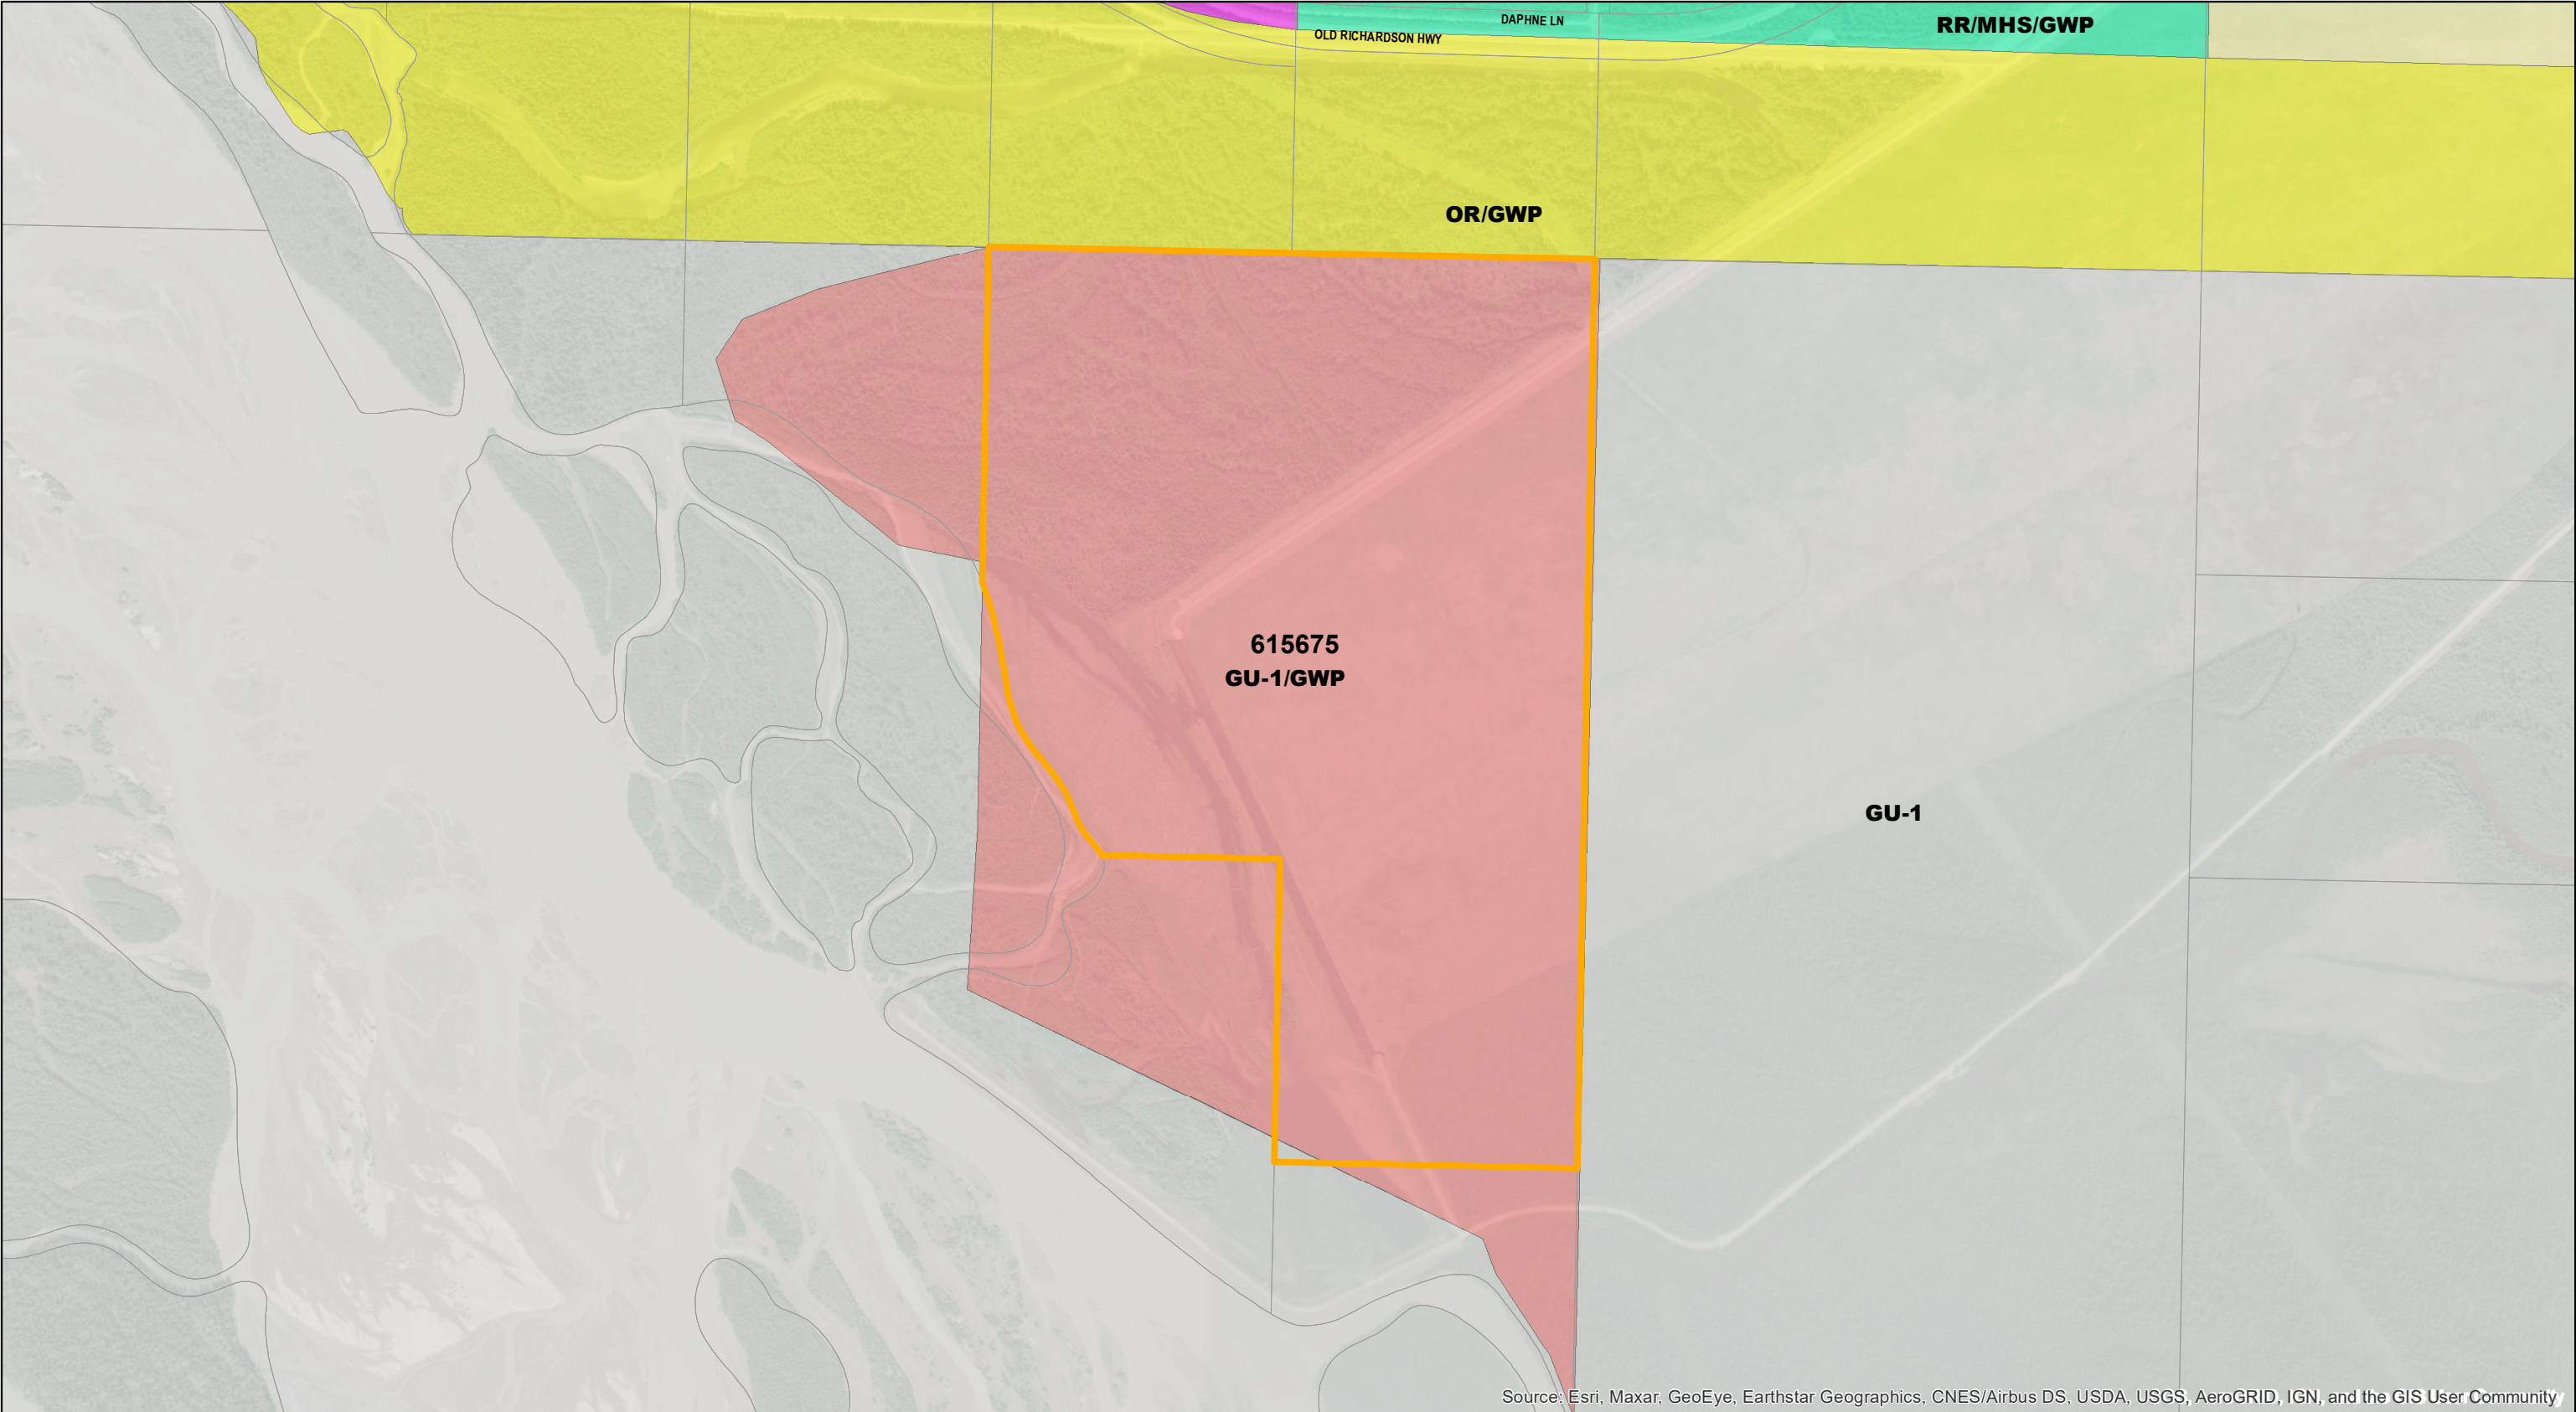 DAPHNE LN
RR/MHS/GWP
OLD RICHARDSON HWY
OR/GWP
615675
GU-1/GWP
GU-1
Source: Esri, Maxar, GeoEye, Earthstar Geographics, CNES/Airbus DS, USDA, USGS, AeroGRID, IGN, and the GIS User Community